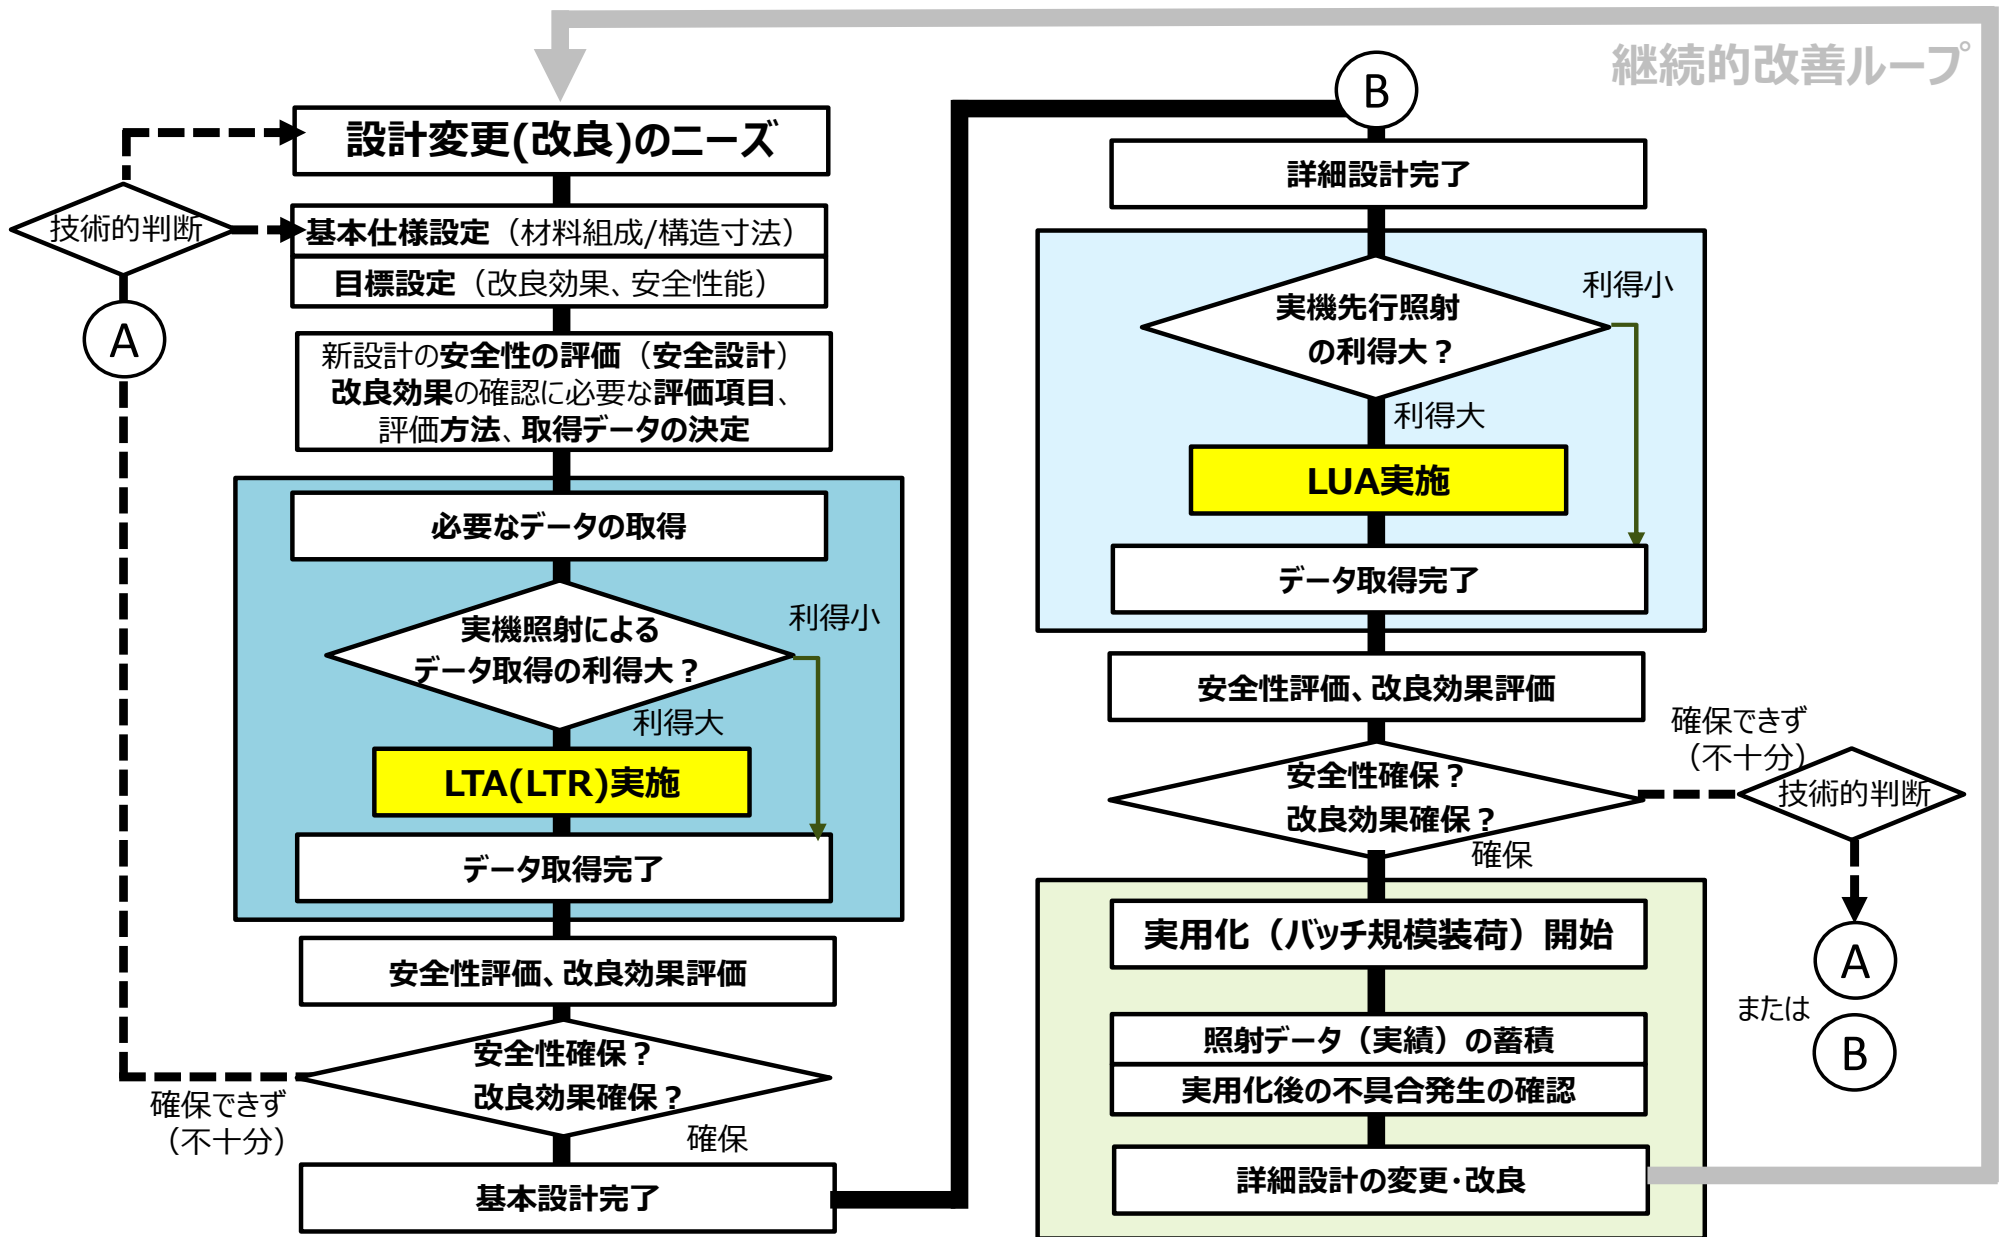 継続的改善ループ
設計変更(改良)のニーズ
技術的判断
基本仕様設定（材料組成/構造寸法）
目標設定（改良効果、安全性能）
A
新設計の安全性の評価（安全設計）
改良効果の確認に必要な評価項目、
評価方法、取得データの決定
必要なデータの取得
実機照射による
データ取得の利得大？
利得小
利得大
LTA(LTR)実施
データ取得完了
安全性評価、改良効果評価
安全性確保？
改良効果確保？
確保できず
（不十分）
確保
基本設計完了
B
詳細設計完了
実機先行照射
の利得大？
利得小
利得大
LUA実施
データ取得完了
安全性評価、改良効果評価
安全性確保？
改良効果確保？
確保できず
（不十分）
技術的判断
確保
A
または
B
実用化（バッチ規模装荷）開始
照射データ（実績）の蓄積
実用化後の不具合発生の確認
詳細設計の変更・改良